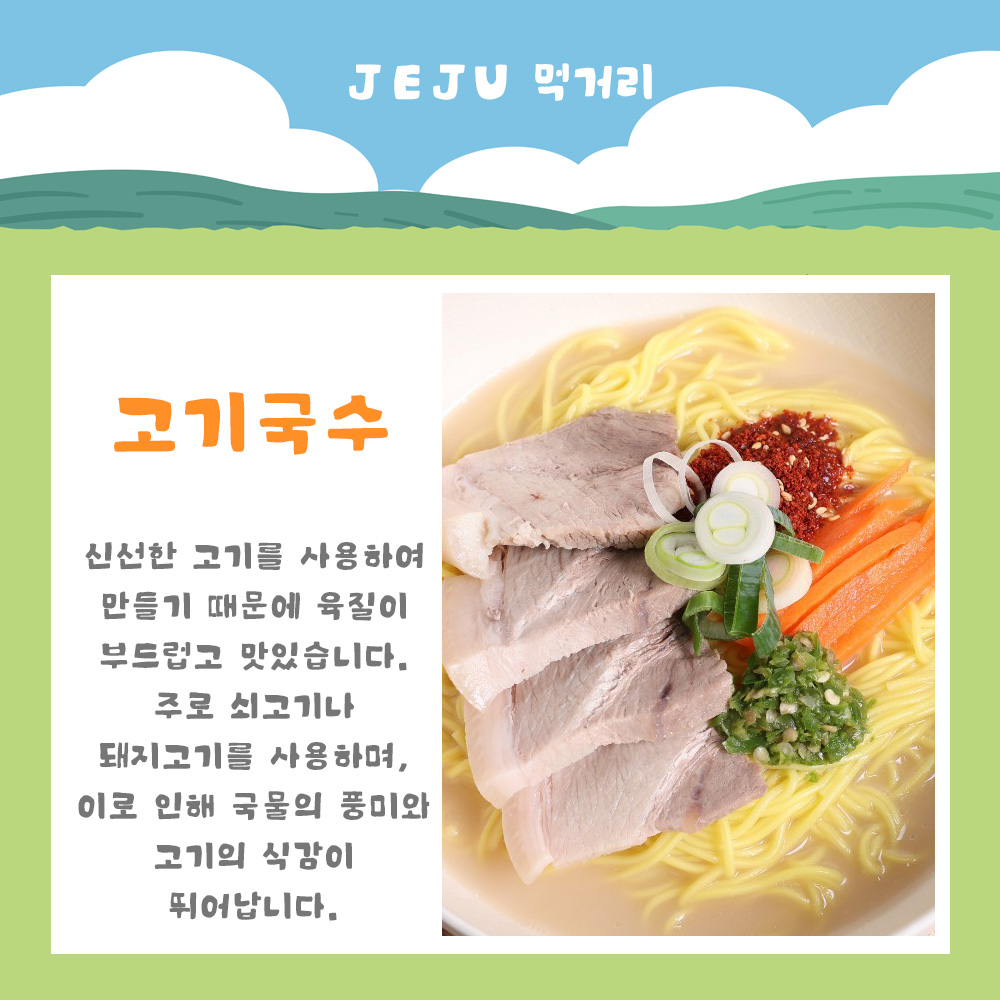 JEJU 먹거리
고기국수
신선한 고기를 사용하여
만들기 때문에 육질이
부드럽고 맛있습니다.
주로 쇠고기나
돼지고기를 사용하며,
이로 인해 국물의 풍미와
고기의 식감이
뛰어납니다.